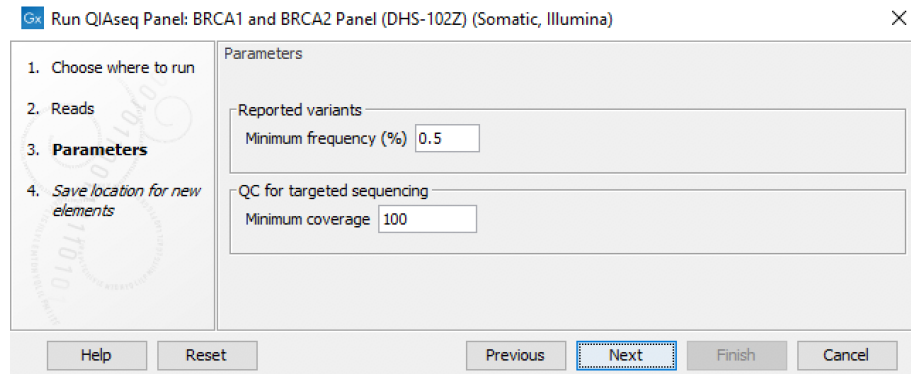 Gx Run QIAseq Panel: BRCA1 and BRCA2 Panel (DHS-102Z) (Somatic, Illumina)
1. Choose where to run
2. Reads
3. Parameters
4. Save location for new
elements
Parameters
Reported variants
Minimum frequency (%) 0.5
QC for targeted sequencing
Minimum coverage 100
Help Reset Previous Next Finish Cancel